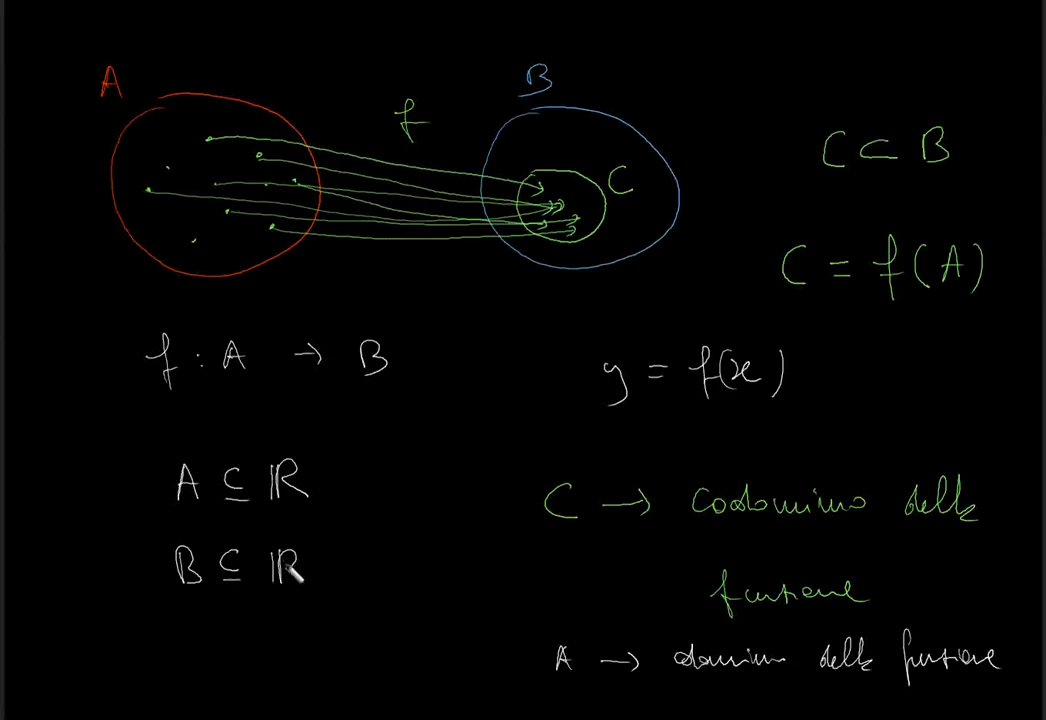 A
B
f
C
C ⊂ B
C = f(A)
f : A → B
y = f(x)
A ⊆ ℝ
B ⊆ ℝ
C → codominio della
funzione
A → dominio della funzione